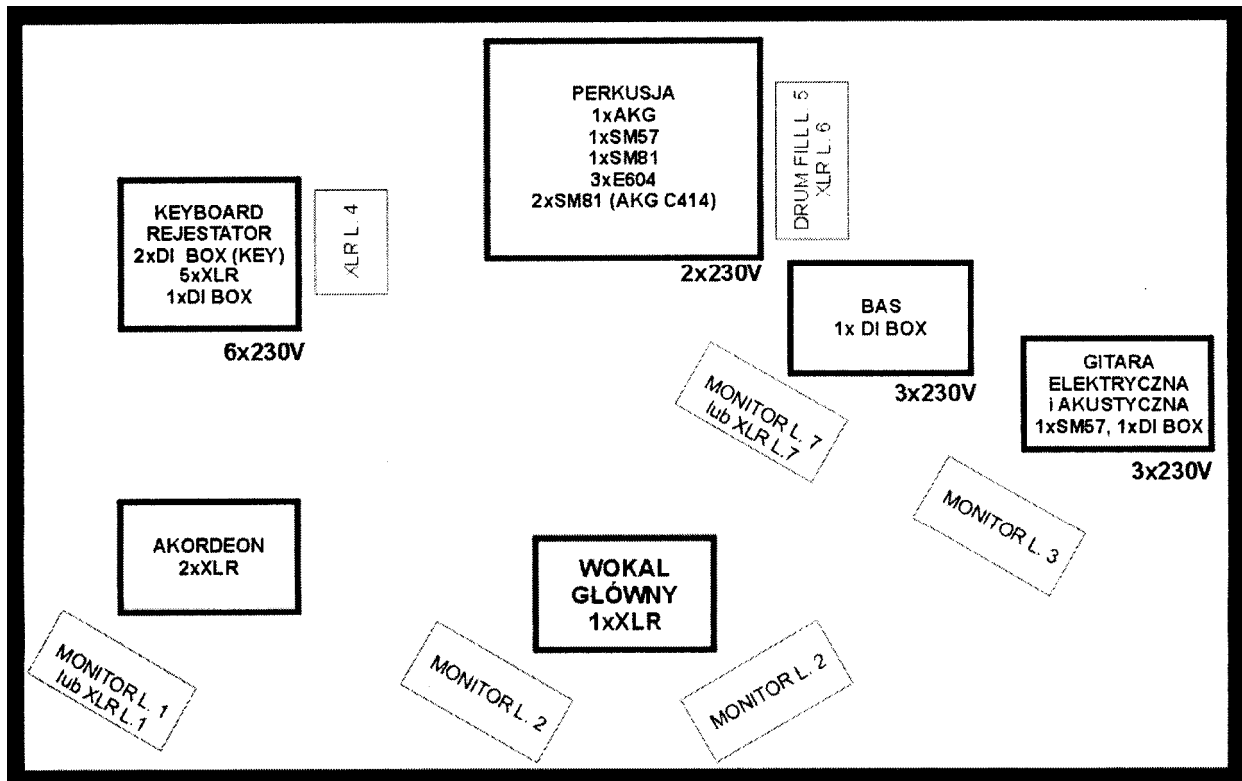 PERKUSJA
1xAKG
1xSM57
1xSM81
3xE604
2xSM81 (AKG C414)
2x230V
DRUM FILL L. 5
XLR L. 6
KEYBOARD
REJESTATOR
2xDI BOX (KEY)
5xXLR
1xDI BOX
6x230V
XLR L. 4
BAS
1x DI BOX
3x230V
GITARA
ELEKTRYCZNA
i AKUSTYCZNA
1xSM57, 1xDI BOX
3x230V
MONITOR L. 7
lub XLR L.7
MONITOR L. 3
AKORDEON
2xXLR
WOKAL
GŁÓWNY
1xXLR
MONITOR L. 1
lub XLR L.1
MONITOR L. 2
MONITOR L. 2